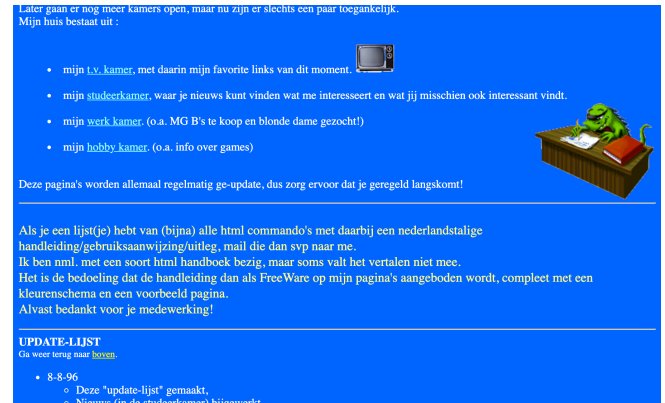 Later gaan er nog meer kamers open, maar nu zijn er slechts een paar toegankelijk.
Mijn huis bestaat uit :
mijn t.v. kamer, met daarin mijn favorite links van dit moment.
mijn studeerkamer, waar je nieuws kunt vinden wat me interesseert en wat jij misschien ook interessant vindt.
mijn werk kamer. (o.a. MG B's te koop en blonde dame gezocht!)
mijn hobby kamer. (o.a. info over games)
Deze pagina's worden allemaal regelmatig ge-update, dus zorg ervoor dat je geregeld langskomt!
Als je een lijst(je) hebt van (bijna) alle html commando's met daarbij een nederlandstalige
handleiding/gebruiksaanwijzing/uitleg, mail die dan svp naar me.
Ik ben nml. met een soort html handboek bezig, maar soms valt het vertalen niet mee.
Het is de bedoeling dat de handleiding dan als FreeWare op mijn pagina's aangeboden wordt, compleet met een
kleurenschema en een voorbeeld pagina.
Alvast bedankt voor je medewerking!
UPDATE-LIJST
Ga weer terug naar boven.
8-8-96
Deze "update-lijst" gemaakt,
Nieuws (in de studeerkamer) bijgewerkt